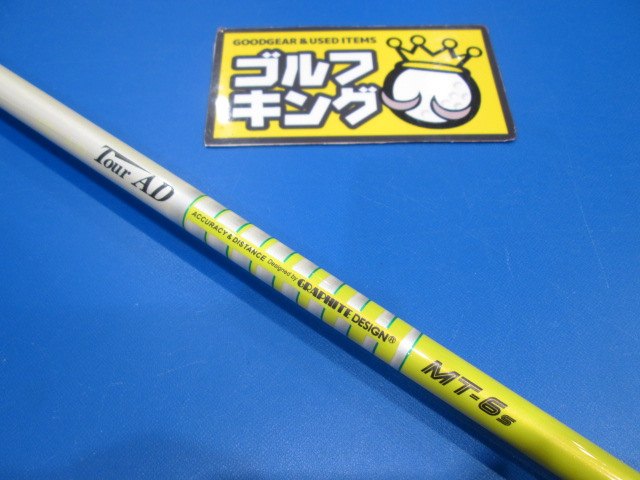 GOODGEAR & USED ITEMS
ゴルフ
キング
Tour AD
ACCURACY & DISTANCE Designed by GRAPHITE DESIGN®
MT-6s